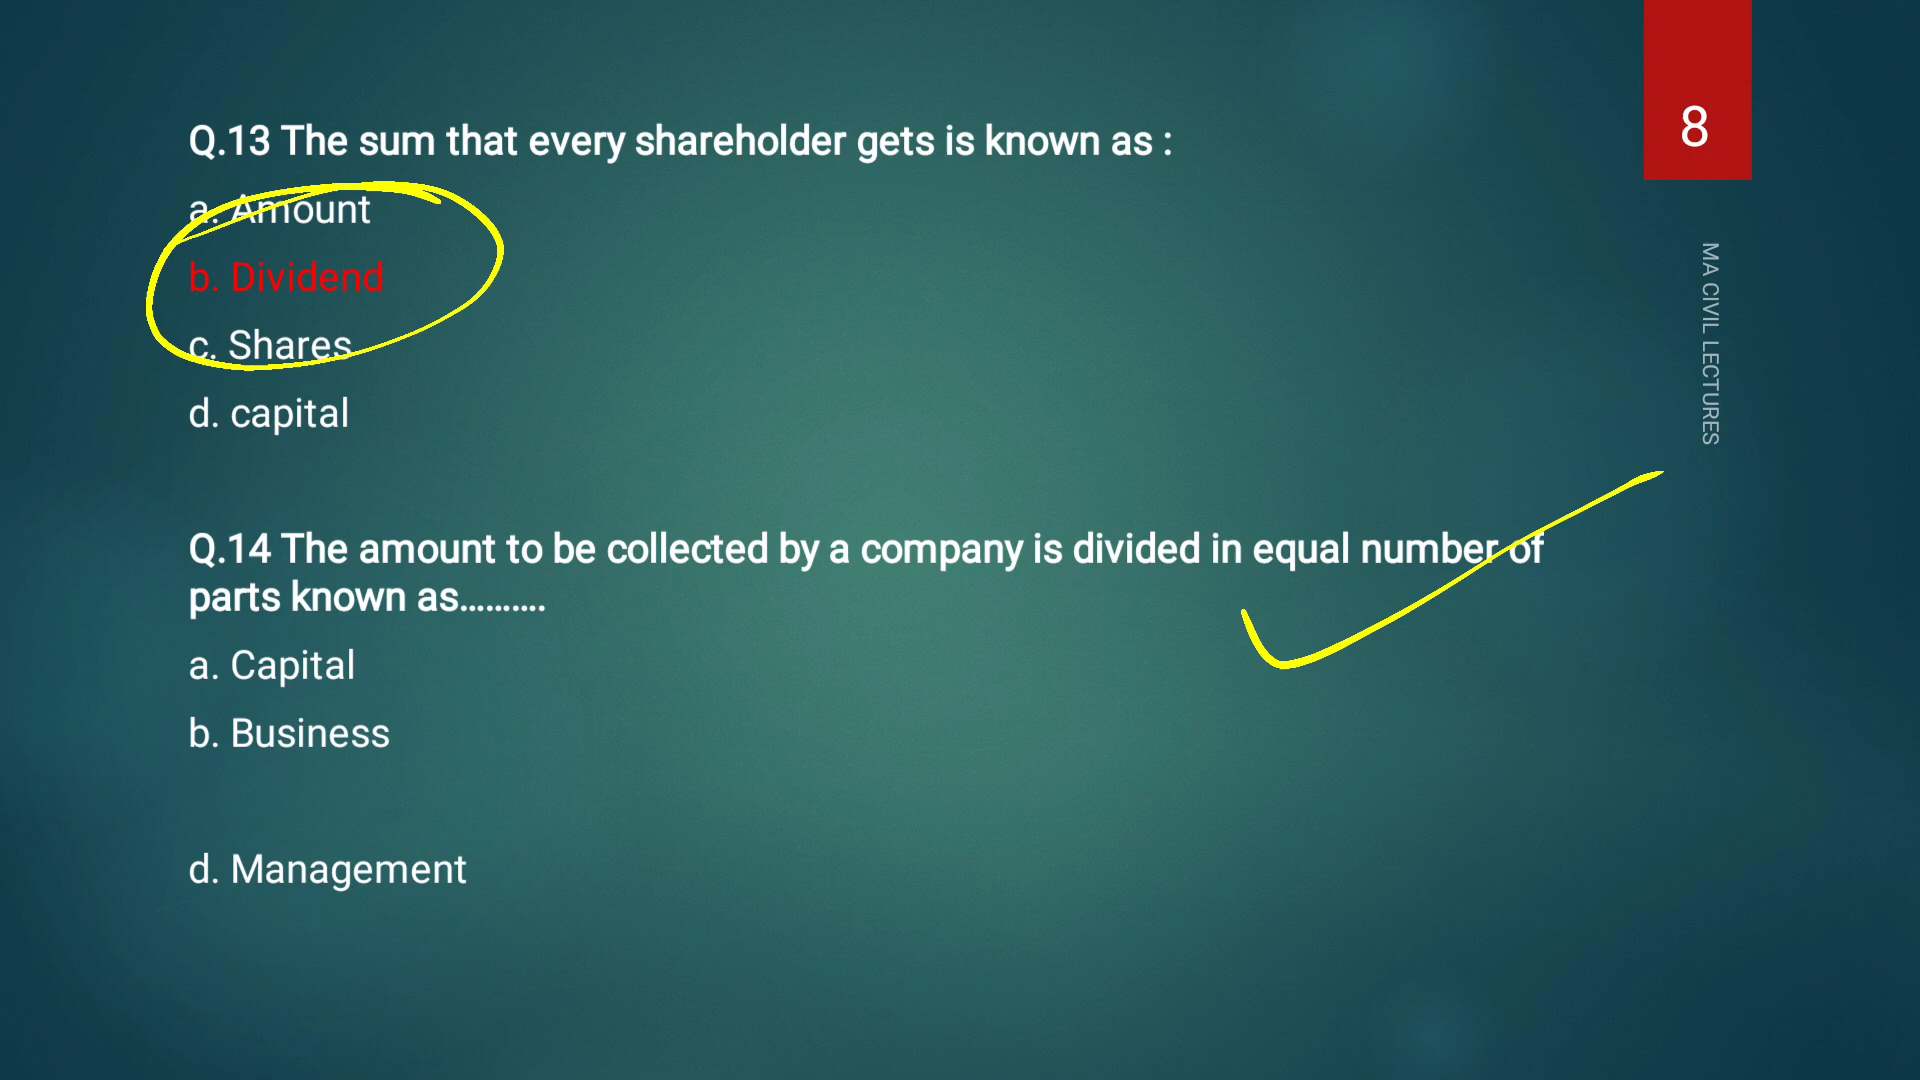 8
Q.13 The sum that every shareholder gets is known as :
a. Amount
b. Dividend
c. Shares
d. capital
Q.14 The amount to be collected by a company is divided in equal number of
parts known as..........
a. Capital
b. Business
d. Management
MA CIVIL LECTURES